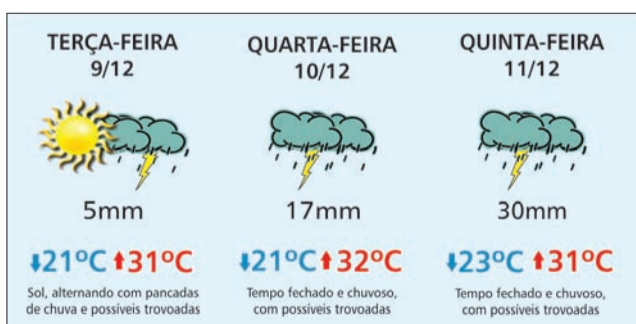 TERÇA-FEIRA
9/12
5mm
21ºC 31ºC
Sol, alternando com pancadas
de chuva e possíveis trovoadas
QUARTA-FEIRA
10/12
17mm
21ºC 32ºC
Tempo fechado e chuvoso,
com possíveis trovoadas
QUINTA-FEIRA
11/12
30mm
23ºC 31ºC
Tempo fechado e chuvoso,
com possíveis trovoadas